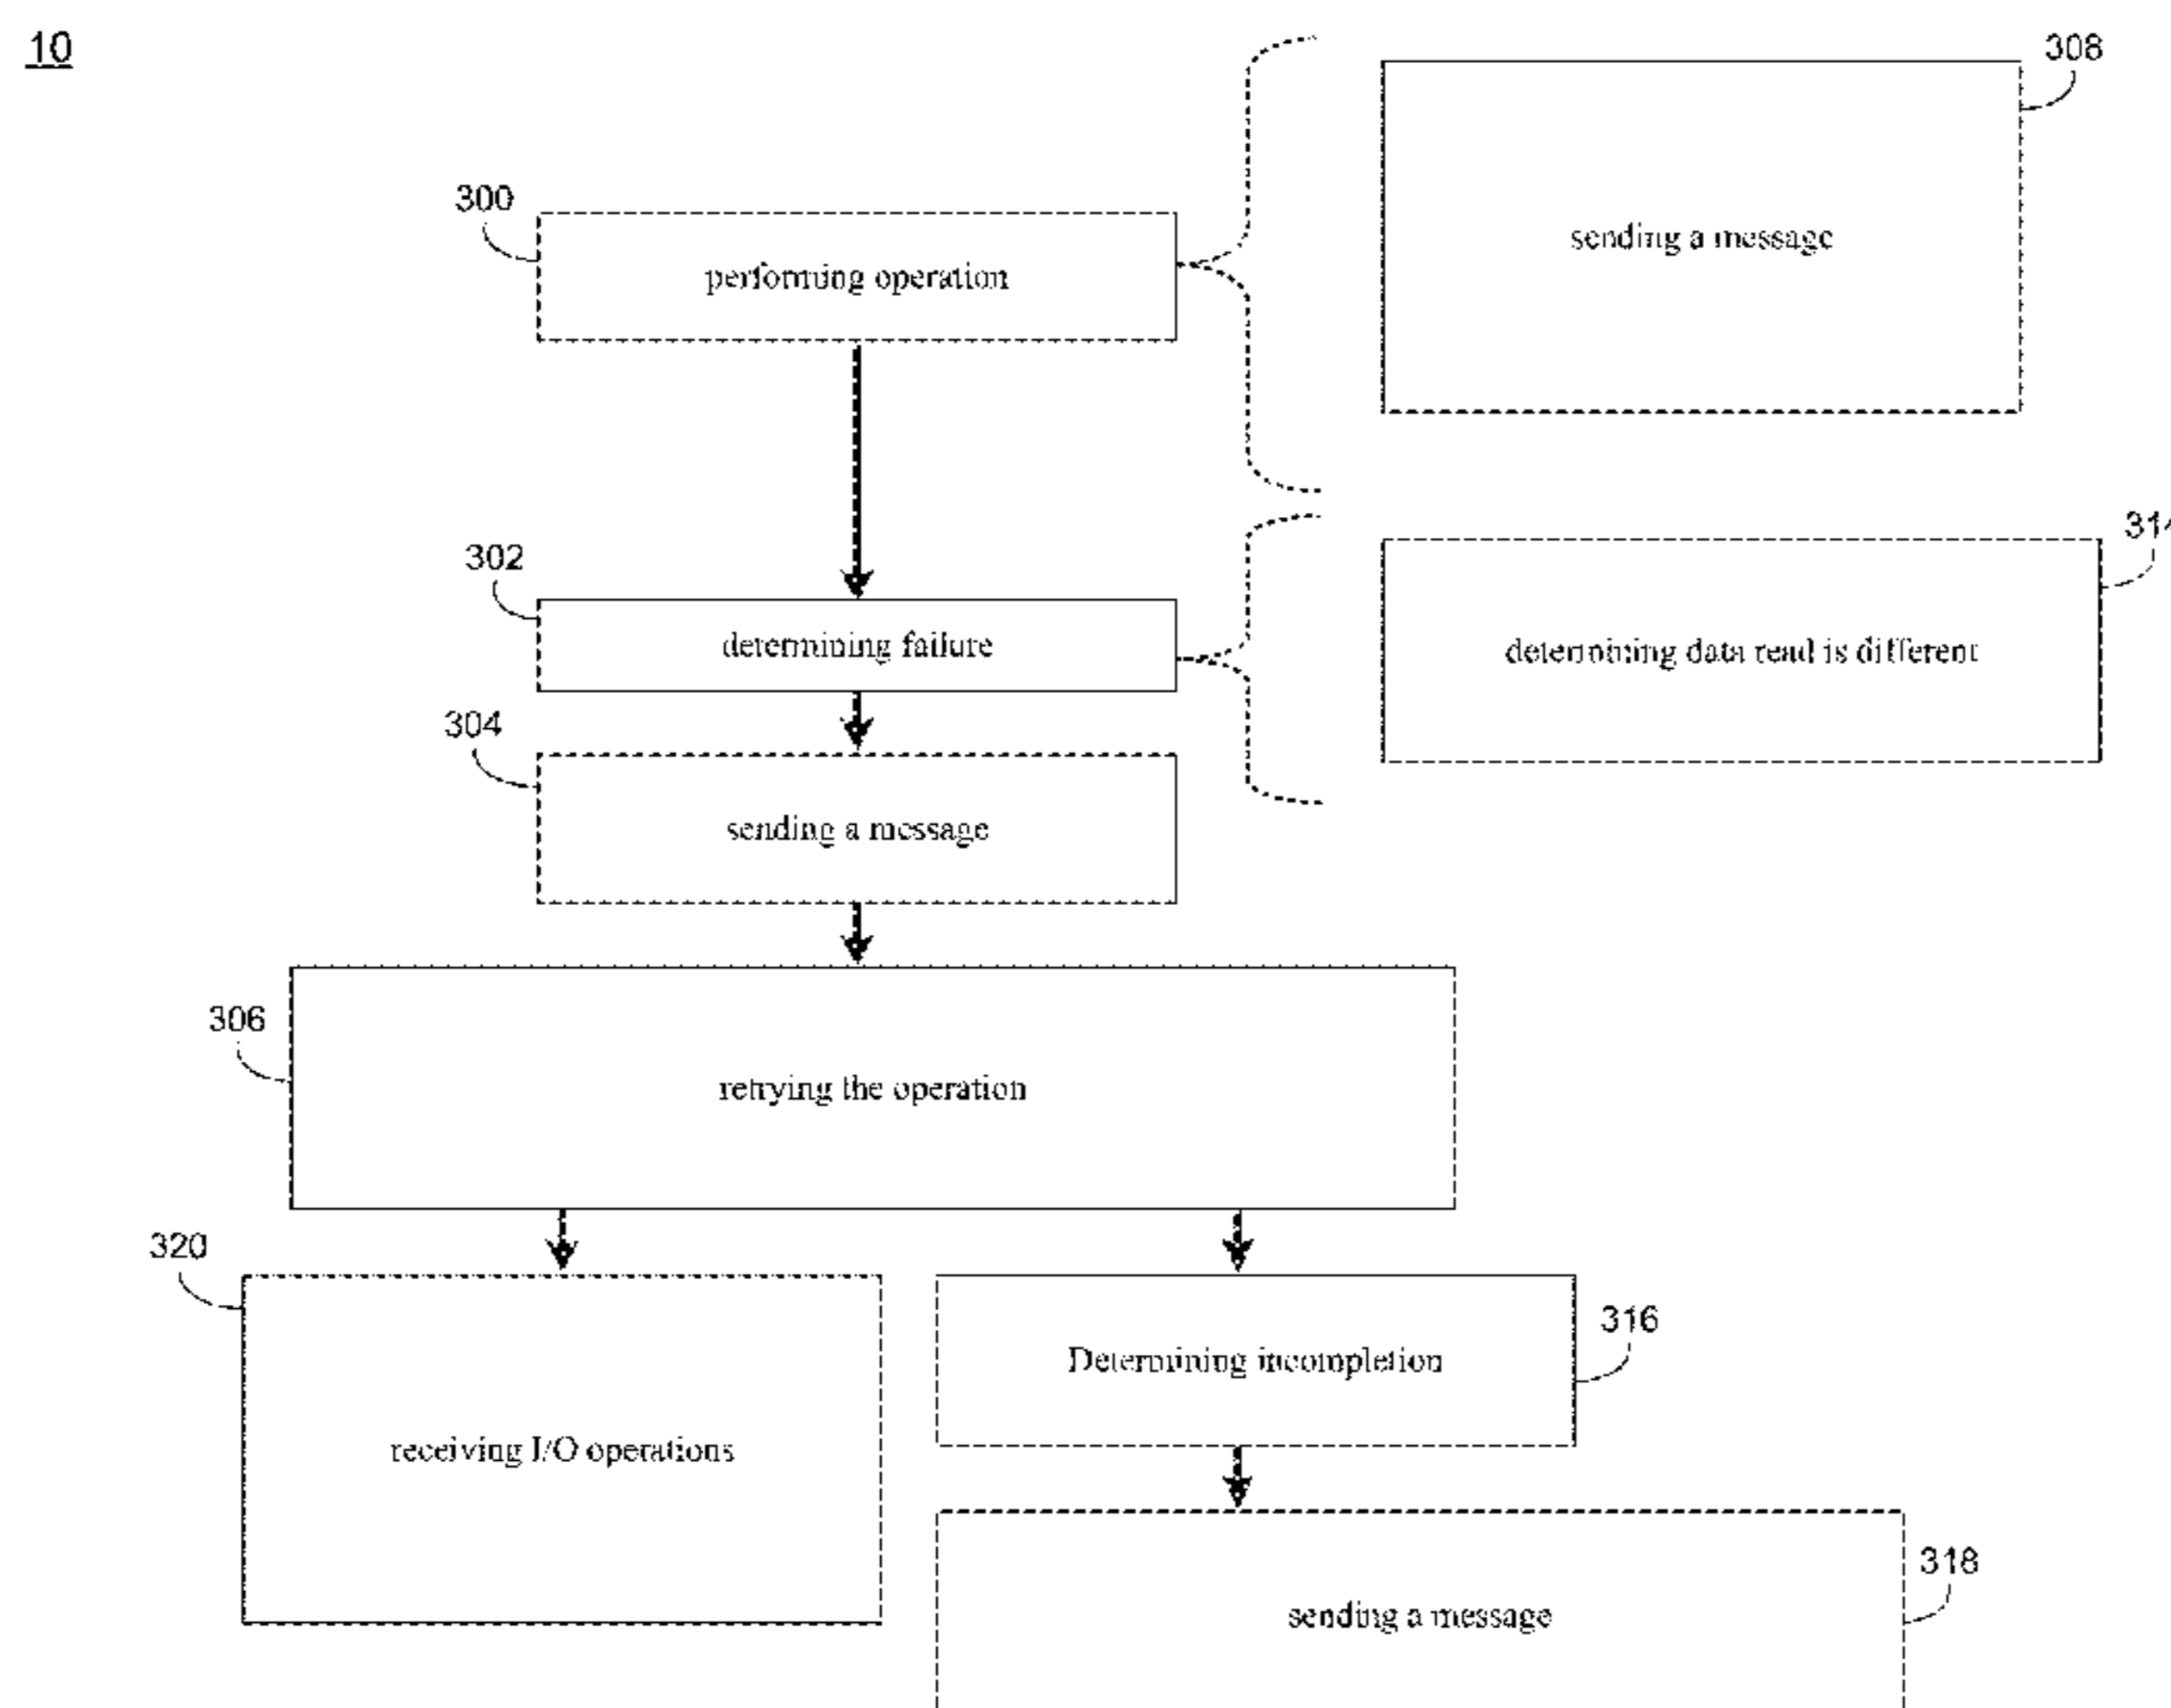 10
308
sending a message
300
performing operation
314
302
determining failure
determining data read is different
304
sending a message
306
retrying the operation
320
receiving I/O operations
316
Determining incompletion
318
sending a message